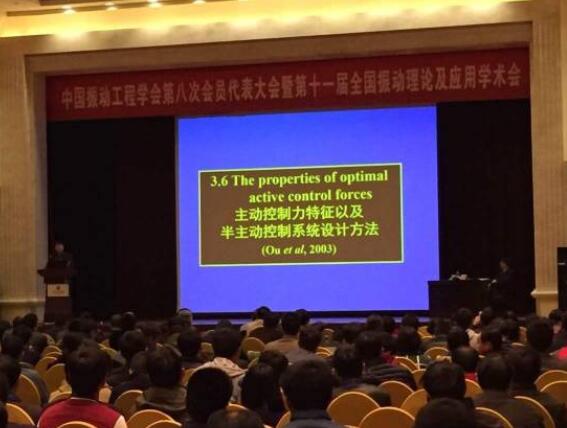 中国振动工程学会第八次会员代表大会暨第十一届全国振动理论及应用学术会
3.6 The properties of optimal
active control forces
主动控制力特征以及
半主动控制系统设计方法
(Ou et al, 2003)